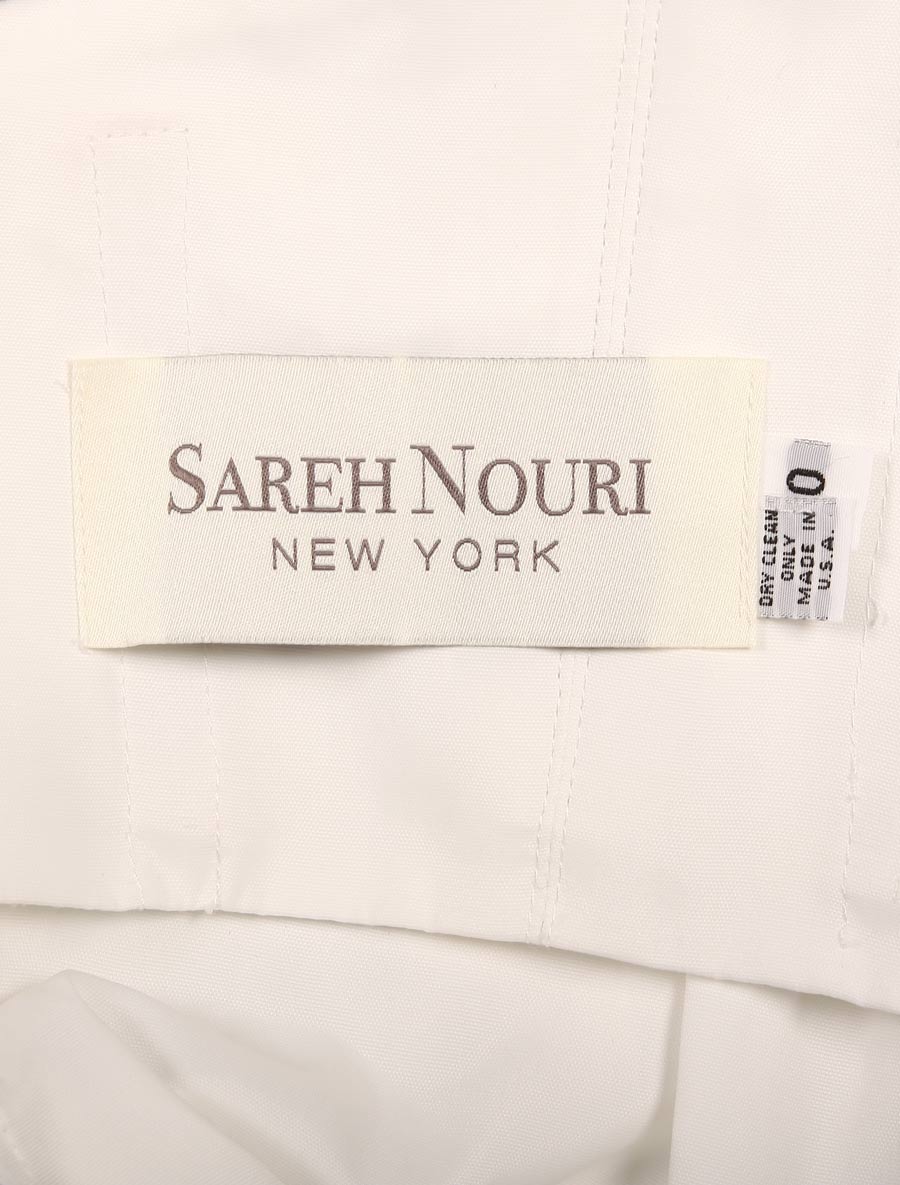 SAREH NOURI
NEW YORK
0
DRY CLEAN
ONLY
MADE IN
U.S.A.